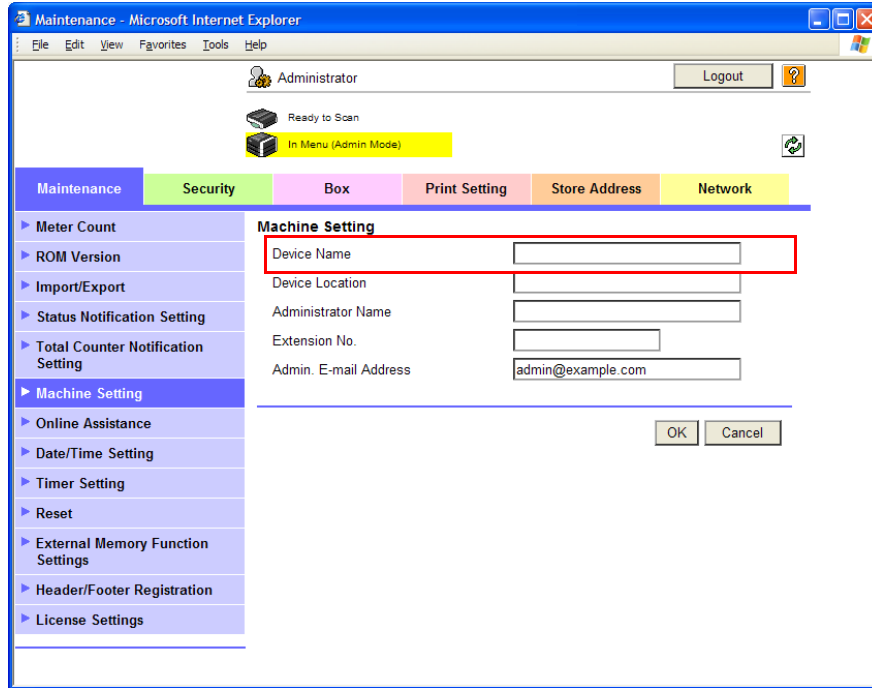 Maintenance - Microsoft Internet Explorer
File Edit View Favorites Tools Help
Administrator
Logout
?
Ready to Scan
In Menu (Admin Mode)
Maintenance Security Box Print Setting Store Address Network
Meter Count
ROM Version
Import/Export
Status Notification Setting
Total Counter Notification
Setting
Machine Setting
Online Assistance
Date/Time Setting
Timer Setting
Reset
External Memory Function
Settings
Header/Footer Registration
License Settings
Machine Setting
Device Name
Device Location
Administrator Name
Extension No.
Admin. E-mail Address admin@example.com
OK Cancel